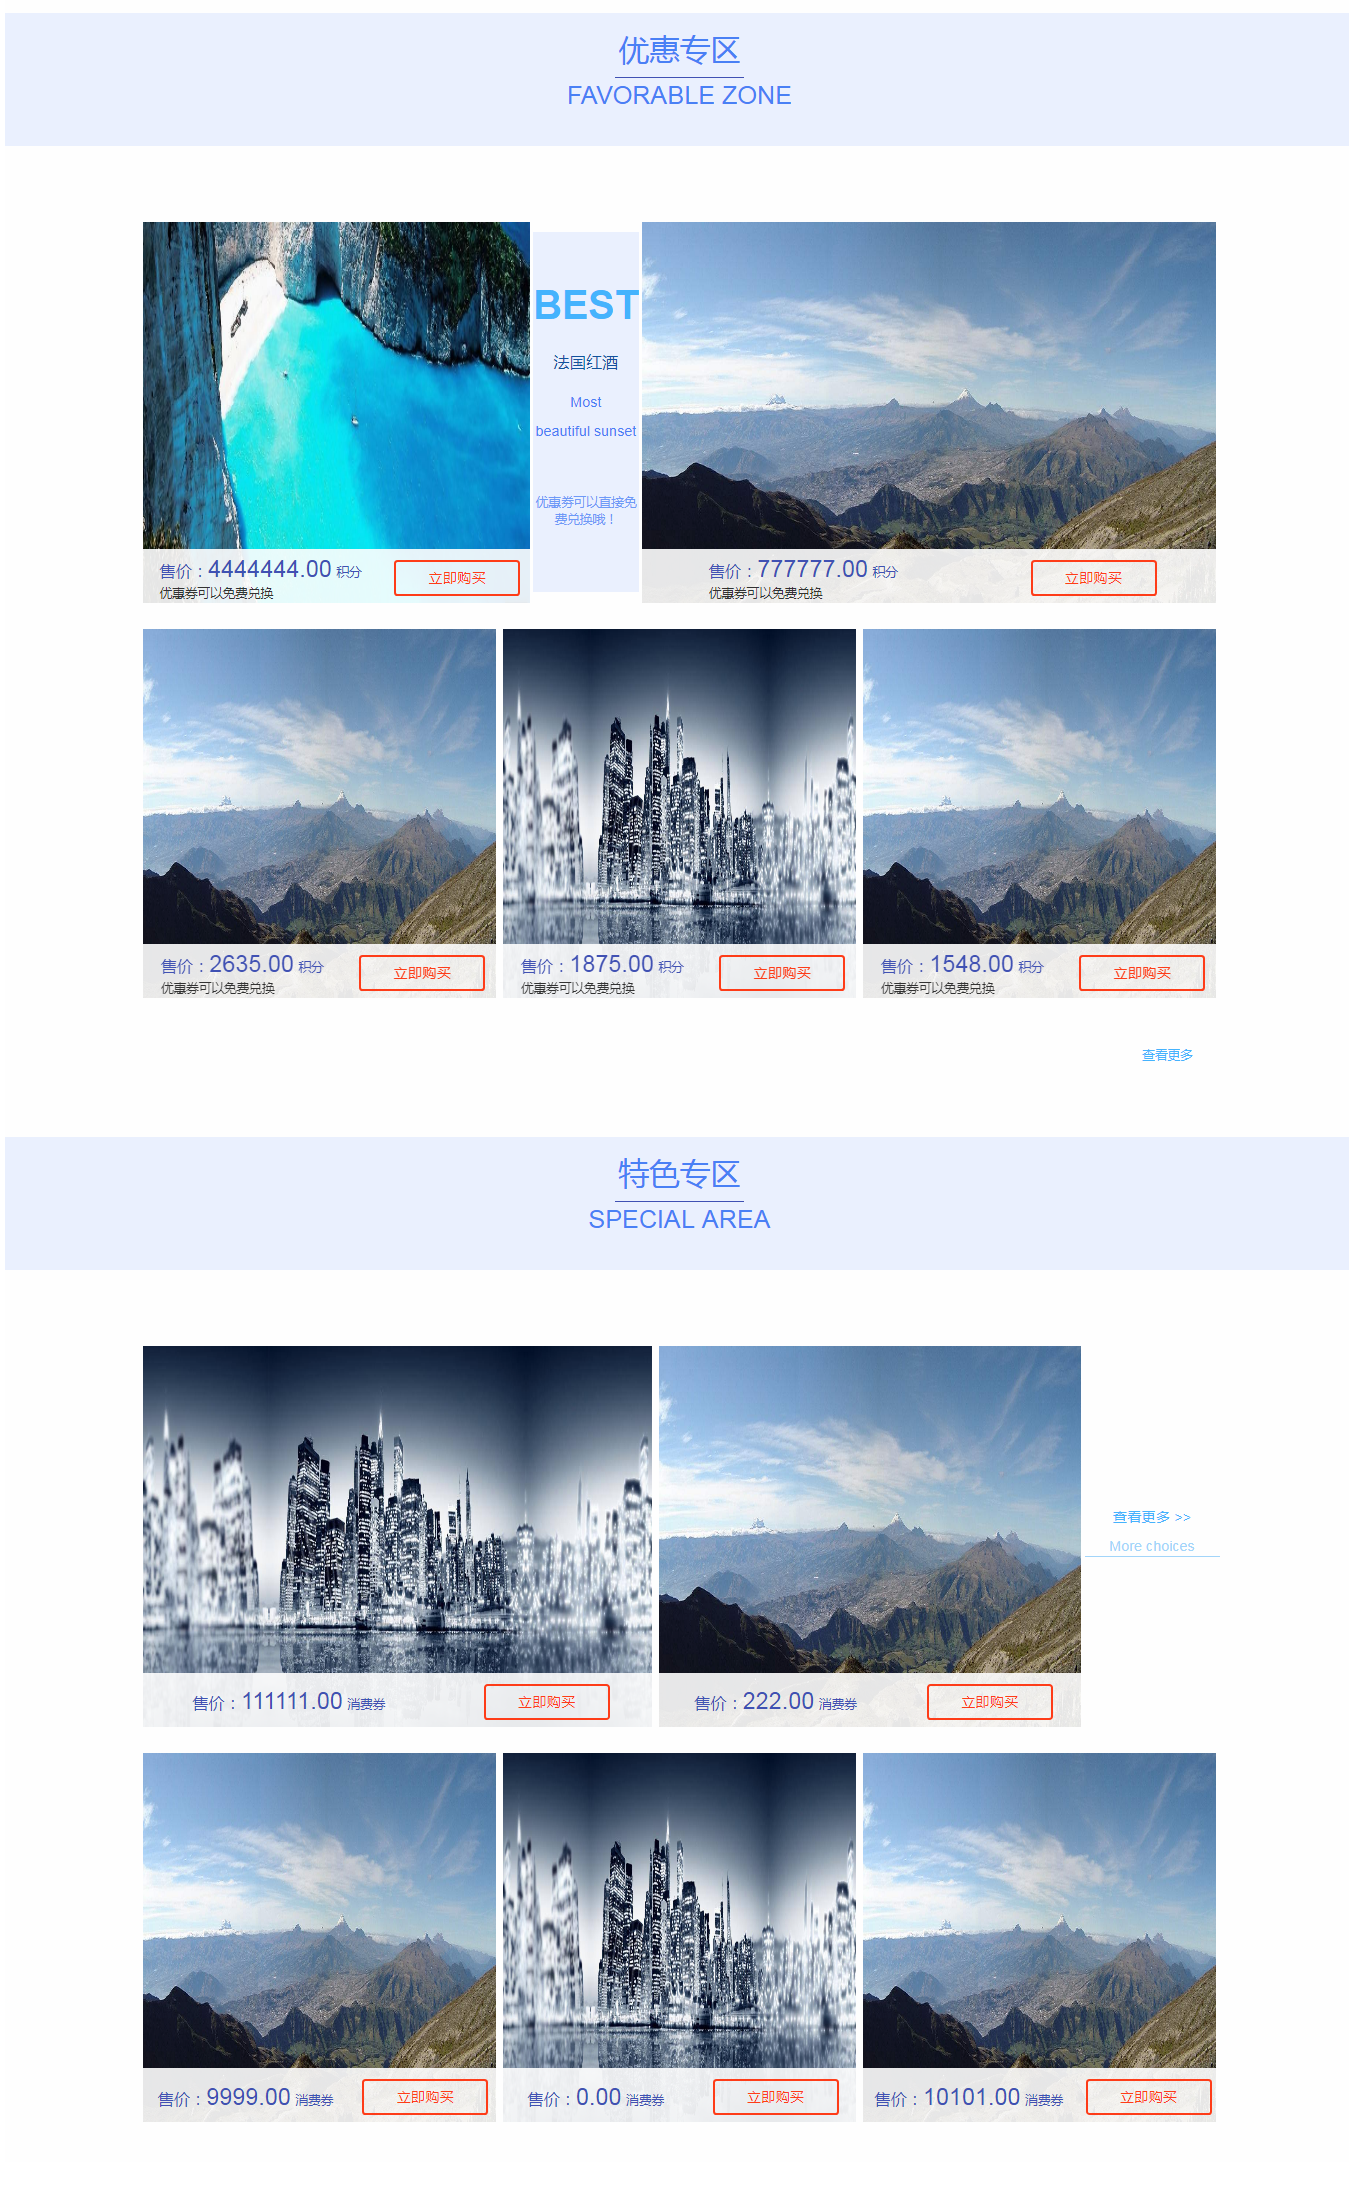 优惠专区
FAVORABLE ZONE
BEST
法国红酒
Most
beautiful sunset
优惠券可以直接免
费兑换哦！
售价：4444444.00 积分
优惠券可以免费兑换
立即购买
售价：777777.00 积分
优惠券可以免费兑换
立即购买
售价：2635.00 积分
优惠券可以免费兑换
立即购买
售价：1875.00 积分
优惠券可以免费兑换
立即购买
售价：1548.00 积分
优惠券可以免费兑换
立即购买
查看更多
特色专区
SPECIAL AREA
查看更多 >>
More choices
售价：111111.00 消费券
立即购买
售价：222.00 消费券
立即购买
售价：9999.00 消费券
立即购买
售价：0.00 消费券
立即购买
售价：10101.00 消费券
立即购买